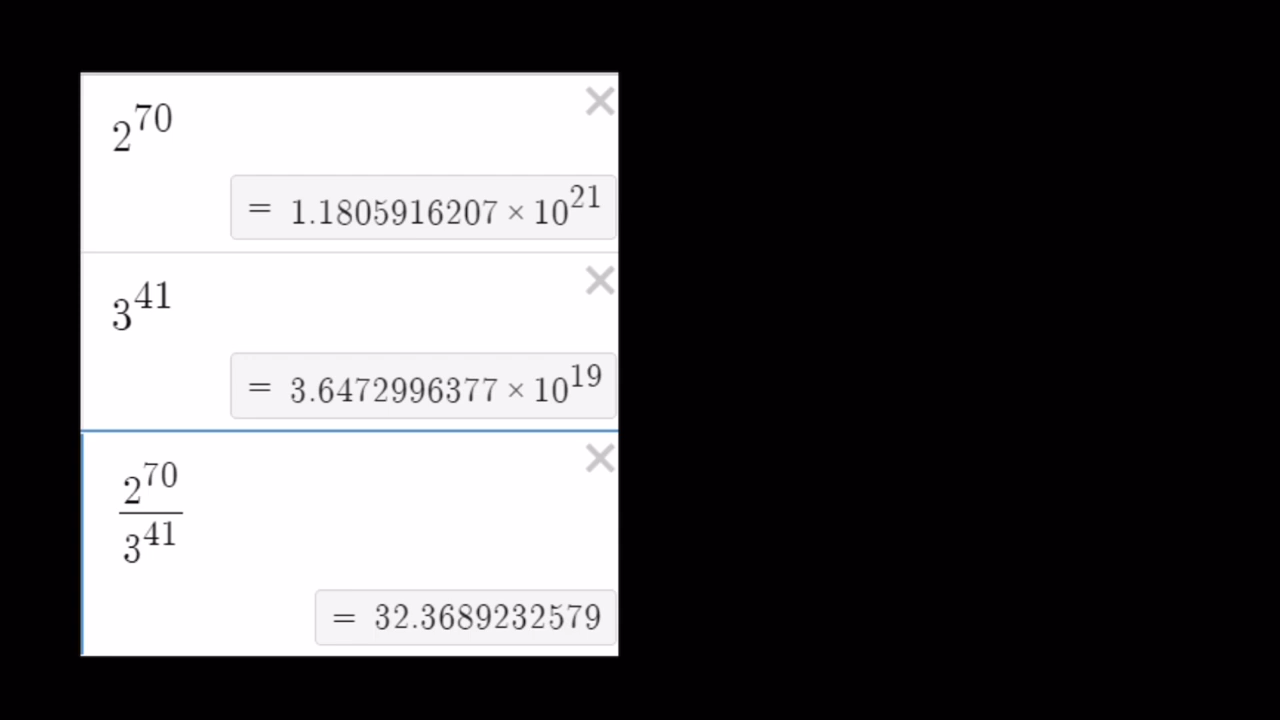 2^70
= 1.1805916207 × 10^21
3^41
= 3.6472996377 × 10^19
2^70
3^41
= 32.3689232579